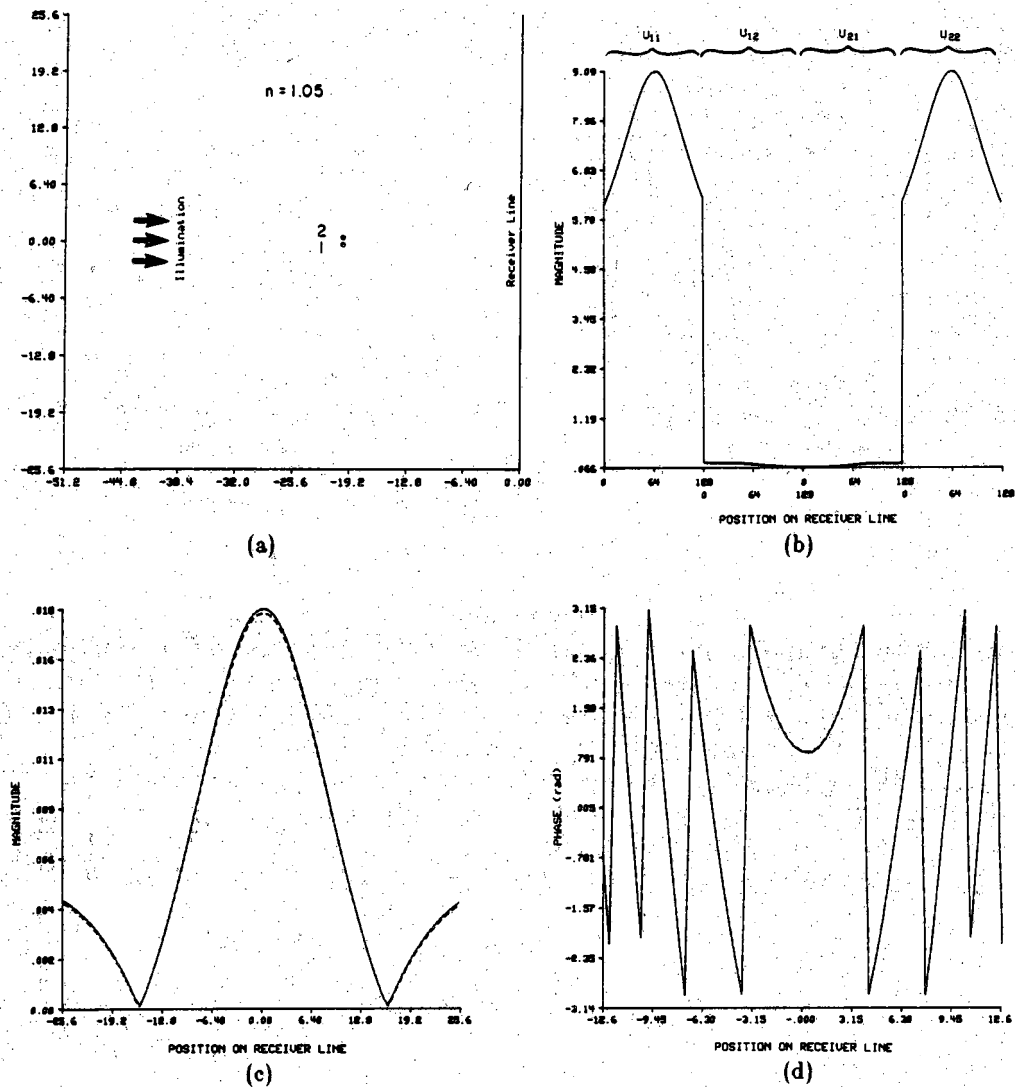 25.6
19.2
12.8
6.40
0.00
-6.40
-12.8
-19.2
-25.6
n = 1.05
Illumination
2
1
Receiver Line
-51.2 -44.8 -38.4 -32.0 -25.6 -19.2 -12.8 -6.40 0.00
(a)
U11 U12 U21 U22
9.09
7.96
6.83
5.70
4.58
3.45
2.32
1.19
.066
MAGNITUDE
0 64 128 0 64 128
0 64 128 0 64 128
POSITION ON RECEIVER LINE
(b)
.018
.016
.013
.011
.009
.006
.004
.002
0.00
MAGNITUDE
-25.6 -19.2 -12.8 -6.40 0.00 6.40 12.8 19.2 25.6
POSITION ON RECEIVER LINE
(c)
3.15
2.36
1.58
.791
.005
-.781
-1.57
-2.35
-3.14
PHASE (rad)
-12.6 -9.45 -6.30 -3.15 -.000 3.15 6.30 9.45 12.6
POSITION ON RECEIVER LINE
(d)